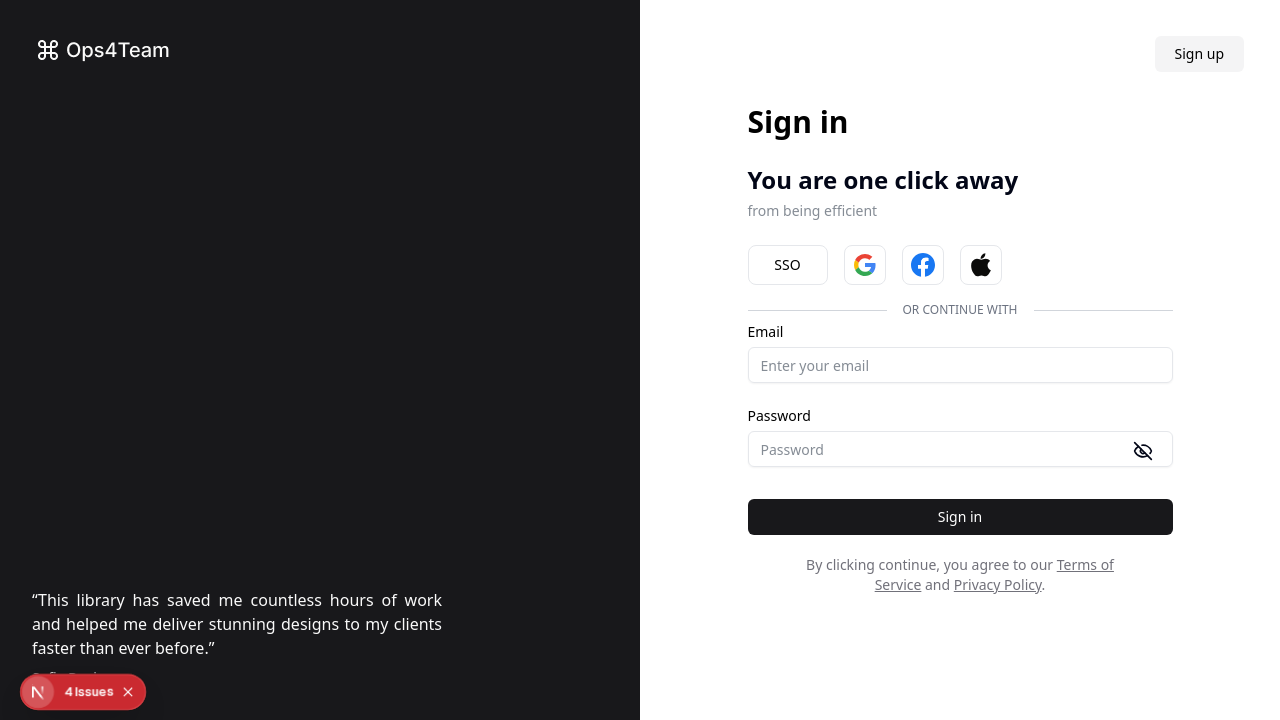 Ops4Team
“This library has saved me countless hours of work
and helped me deliver stunning designs to my clients
faster than ever before.”
4 Issues
Sign up
Sign in
You are one click away
from being efficient
SSO
OR CONTINUE WITH
Email
Enter your email
Password
Password
Sign in
By clicking continue, you agree to our Terms of
Service and Privacy Policy.